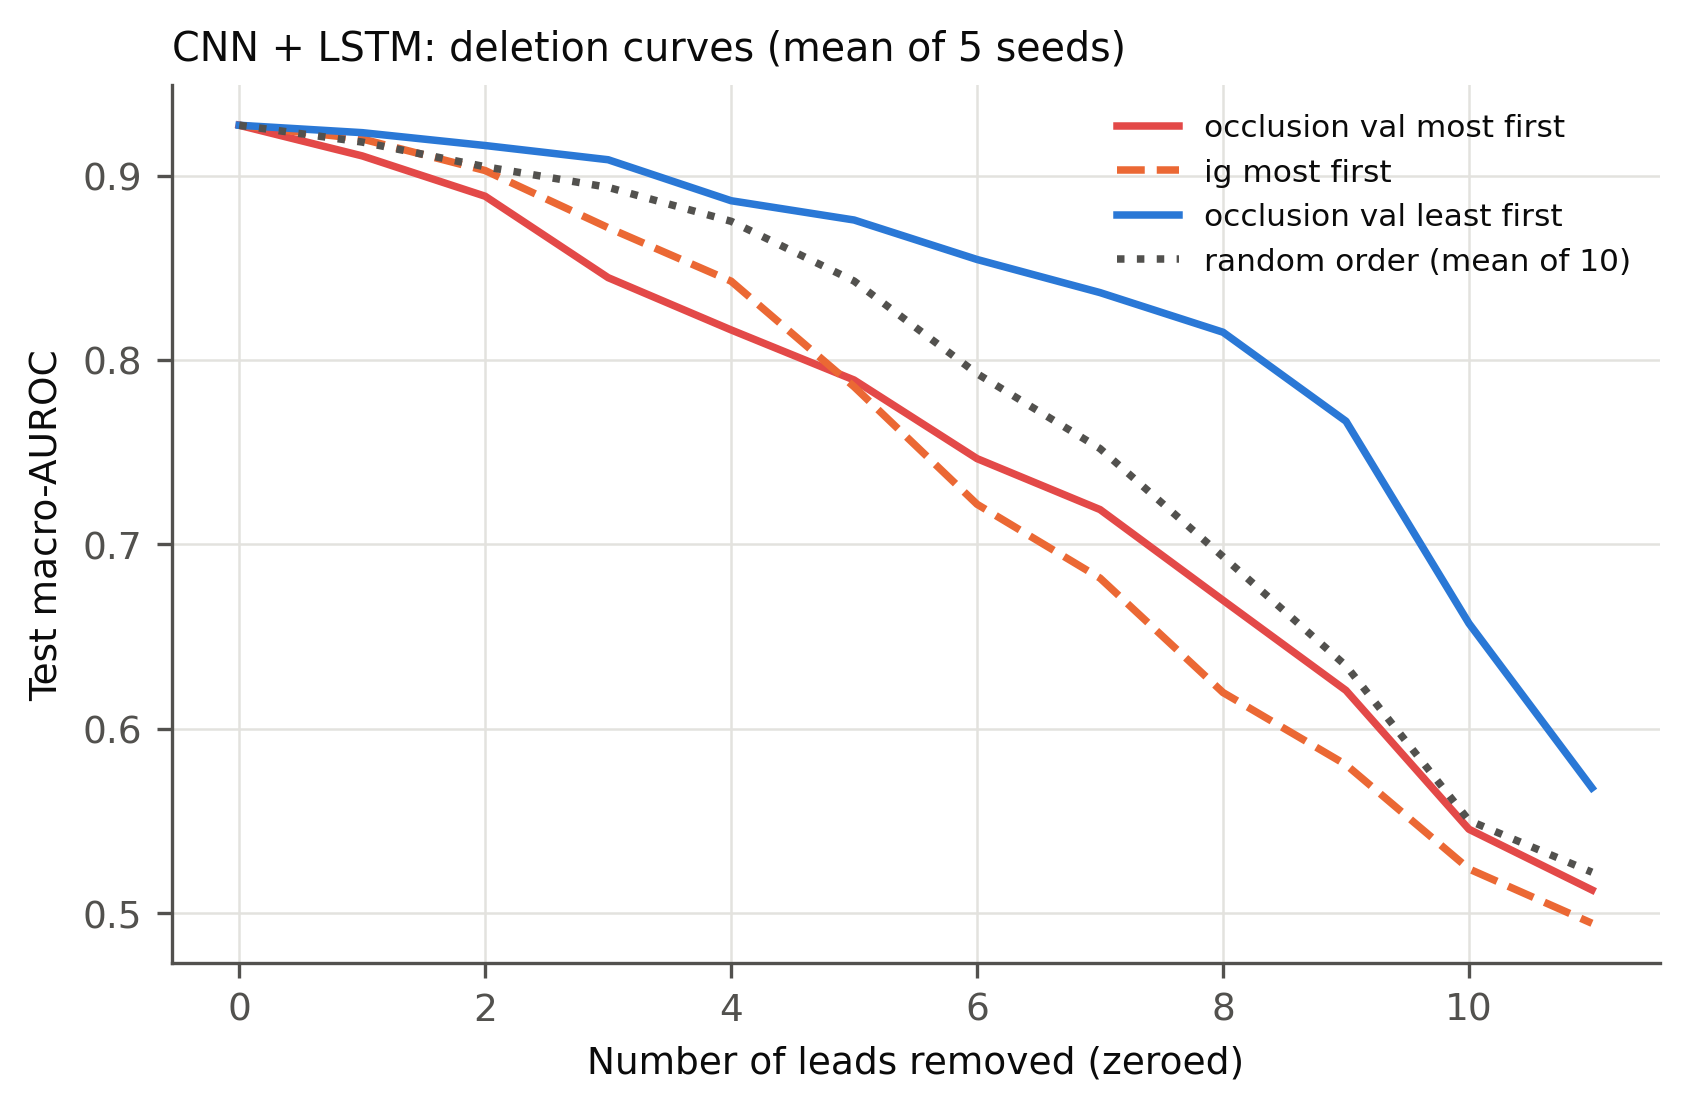 CNN + LSTM: deletion curves (mean of 5 seeds)
occlusion val most first
ig most first
occlusion val least first
random order (mean of 10)
Test macro-AUROC
0.9
0.8
0.7
0.6
0.5
0 2 4 6 8 10
Number of leads removed (zeroed)